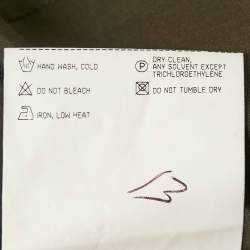 HAND WASH, COLD
DO NOT BLEACH
IRON, LOW HEAT
P DRY CLEAN,
ANY SOLVENT EXCEPT
TRICHLOROETHYLENE
DO NOT TUMBLE DRY